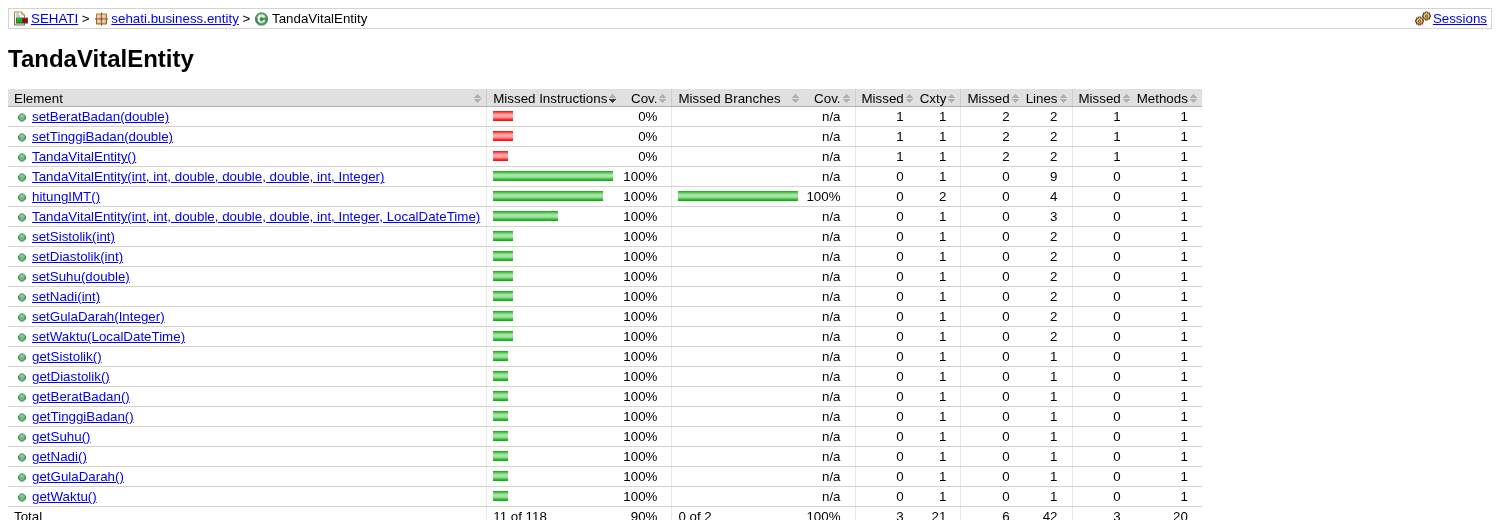 SEHATI > sehati.business.entity > TandaVitalEntity Sessions
TandaVitalEntity
Element Missed Instructions Cov. Missed Branches Cov. Missed Cxty Missed Lines Missed Methods
setBeratBadan(double) 0% n/a 1 1 2 2 1 1
setTinggiBadan(double) 0% n/a 1 1 2 2 1 1
TandaVitalEntity() 0% n/a 1 1 2 2 1 1
TandaVitalEntity(int, int, double, double, double, int, Integer) 100% n/a 0 1 0 9 0 1
hitungIMT() 100% 100% 0 2 0 4 0 1
TandaVitalEntity(int, int, double, double, double, int, Integer, LocalDateTime) 100% n/a 0 1 0 3 0 1
setSistolik(int) 100% n/a 0 1 0 2 0 1
setDiastolik(int) 100% n/a 0 1 0 2 0 1
setSuhu(double) 100% n/a 0 1 0 2 0 1
setNadi(int) 100% n/a 0 1 0 2 0 1
setGulaDarah(Integer) 100% n/a 0 1 0 2 0 1
setWaktu(LocalDateTime) 100% n/a 0 1 0 2 0 1
getSistolik() 100% n/a 0 1 0 1 0 1
getDiastolik() 100% n/a 0 1 0 1 0 1
getBeratBadan() 100% n/a 0 1 0 1 0 1
getTinggiBadan() 100% n/a 0 1 0 1 0 1
getSuhu() 100% n/a 0 1 0 1 0 1
getNadi() 100% n/a 0 1 0 1 0 1
getGulaDarah() 100% n/a 0 1 0 1 0 1
getWaktu() 100% n/a 0 1 0 1 0 1
Total 11 of 118 90% 0 of 2 100% 3 21 6 42 3 20